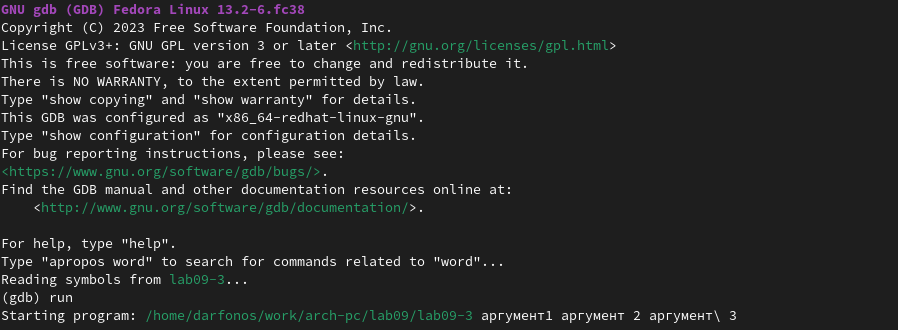 GNU gdb (GDB) Fedora Linux 13.2-6.fc38
Copyright (C) 2023 Free Software Foundation, Inc.
License GPLv3+: GNU GPL version 3 or later <http://gnu.org/licenses/gpl.html>
This is free software: you are free to change and redistribute it.
There is NO WARRANTY, to the extent permitted by law.
Type "show copying" and "show warranty" for details.
This GDB was configured as "x86_64-redhat-linux-gnu".
Type "show configuration" for configuration details.
For bug reporting instructions, please see:
<https://www.gnu.org/software/gdb/bugs/>.
Find the GDB manual and other documentation resources online at:
    <http://www.gnu.org/software/gdb/documentation/>.

For help, type "help".
Type "apropos word" to search for commands related to "word"...
Reading symbols from lab09-3...
(gdb) run
Starting program: /home/darfonos/work/arch-pc/lab09/lab09-3 аргумент1 аргумент 2 аргумент\ 3